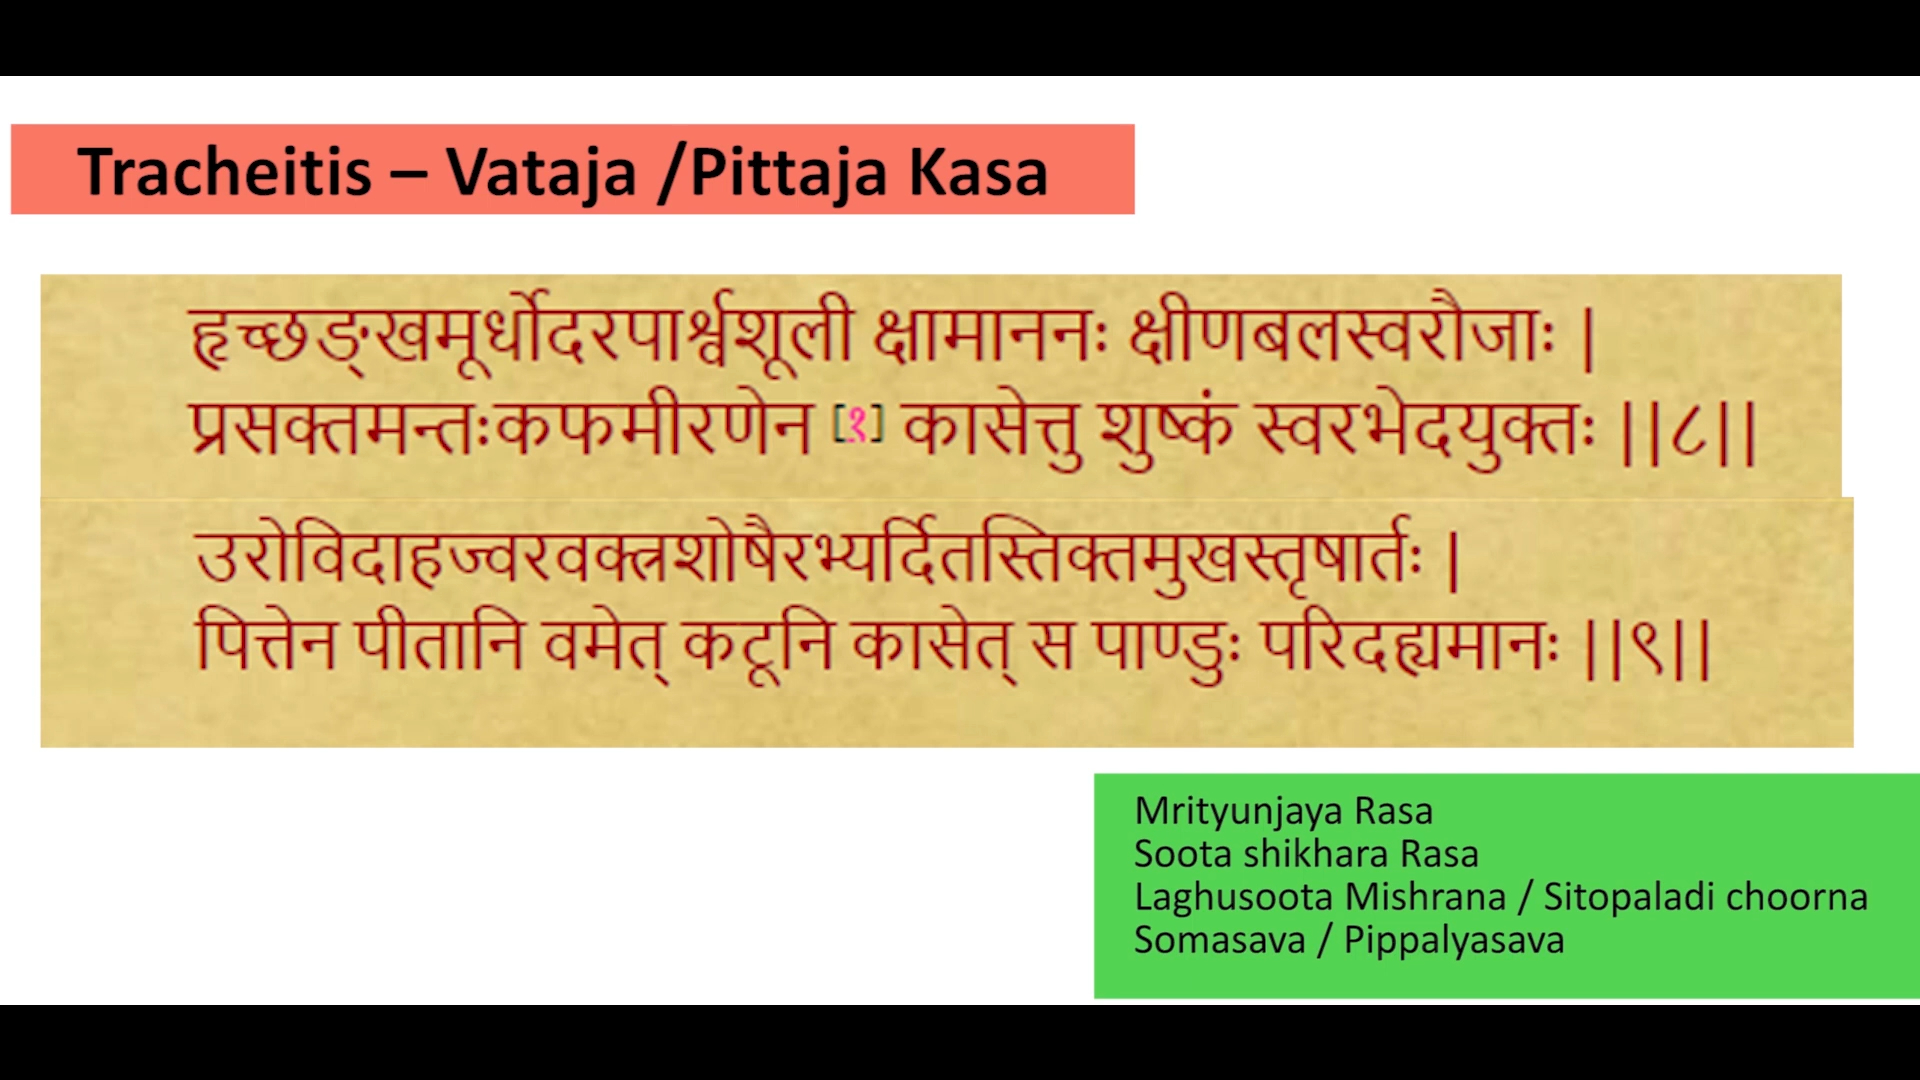 Tracheitis – Vataja /Pittaja Kasa
हृच्छङ्खमूर्धोदरपार्श्वशूली क्षामाननः क्षीणबलस्वरौजाः |
प्रसक्तमन्तःकफमीरणेन [१] कासेत्तु शुष्कं स्वरभेदयुक्तः ||८||
उरोविदाहज्वरवक्त्रशोषैरभ्यर्दितस्तिक्तमुखस्तृषार्तः |
पित्तेन पीतानि वमेत् कटूनि कासेत् स पाण्डुः परिदह्यमानः ||९||
Mrityunjaya Rasa
Soota shikhara Rasa
Laghusoota Mishrana / Sitopaladi choorna
Somasava / Pippalyasava